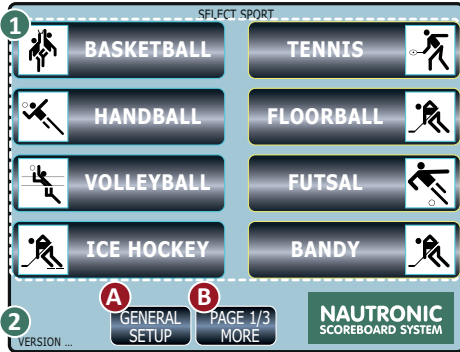 SELECT SPORT
1
BASKETBALL
TENNIS
HANDBALL
FLOORBALL
VOLLEYBALL
FUTSAL
ICE HOCKEY
BANDY
A
B
2
GENERAL
SETUP
PAGE 1/3
MORE
NAUTRONIC
SCOREBOARD SYSTEM
VERSION ...